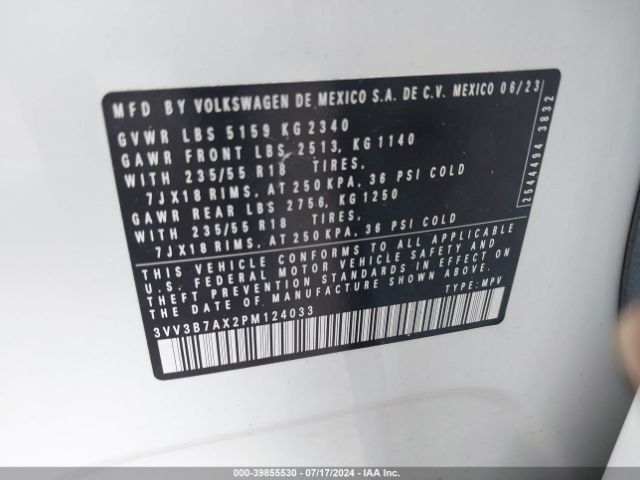 MFD BY VOLKSWAGEN DE MEXICO S.A. DE C.V. MEXICO 06/23
GVWR LBS 5159 KG 2340
GAWR FRONT LBS 2513, KG 1140
WITH 235/55 R18 TIRES,
7JX18 RIMS, AT 250 KPA, 36 PSI COLD
GAWR REAR LBS 2756, KG 1250
WITH 235/55 R18 TIRES,
7JX18 RIMS, AT 250 KPA, 36 PSI COLD
THIS VEHICLE CONFORMS TO ALL APPLICABLE
U.S. FEDERAL MOTOR VEHICLE SAFETY AND
THEFT PREVENTION STANDARDS IN EFFECT ON
THE DATE OF MANUFACTURE SHOWN ABOVE.
3VV3B7AX2PM124033 TYPE: MPV
2544494 3832
000-39855530 - 07/17/2024 - IAA Inc.